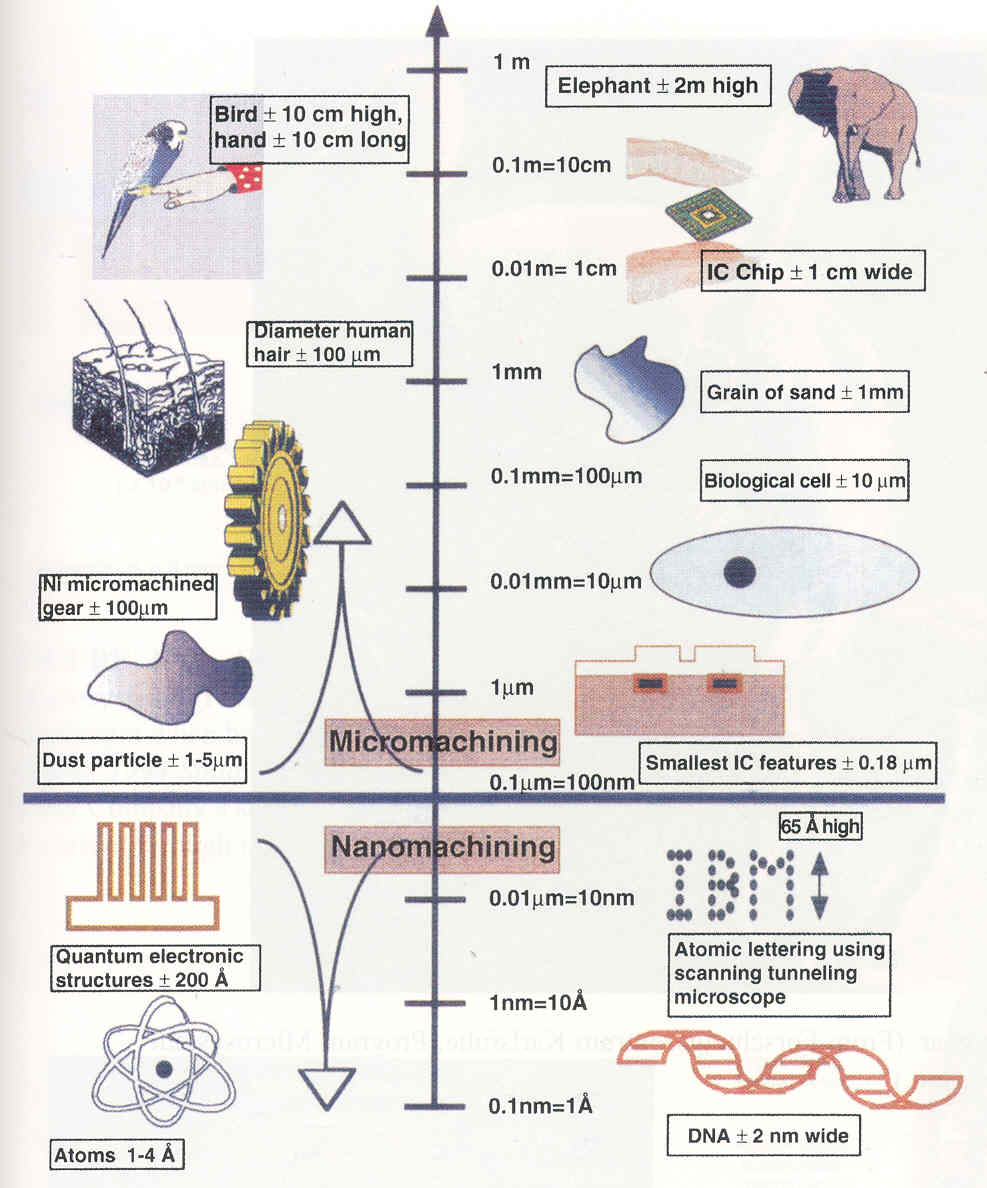 1 m
Elephant ± 2m high
Bird ± 10 cm high,
hand ± 10 cm long
0.1m=10cm
0.01m= 1cm
IC Chip ± 1 cm wide
Diameter human
hair ± 100 μm
1mm
Grain of sand ± 1mm
0.1mm=100μm
Biological cell ± 10 μm
Ni micromachined
gear ± 100μm
0.01mm=10μm
1μm
Dust particle ± 1-5μm
Micromachining
Smallest IC features ± 0.18 μm
0.1μm=100nm
65 Å high
Nanomachining
IBM
0.01μm=10nm
Quantum electronic
structures ± 200 Å
Atomic lettering using
scanning tunneling
microscope
1nm=10Å
0.1nm=1Å
DNA ± 2 nm wide
Atoms 1-4 Å